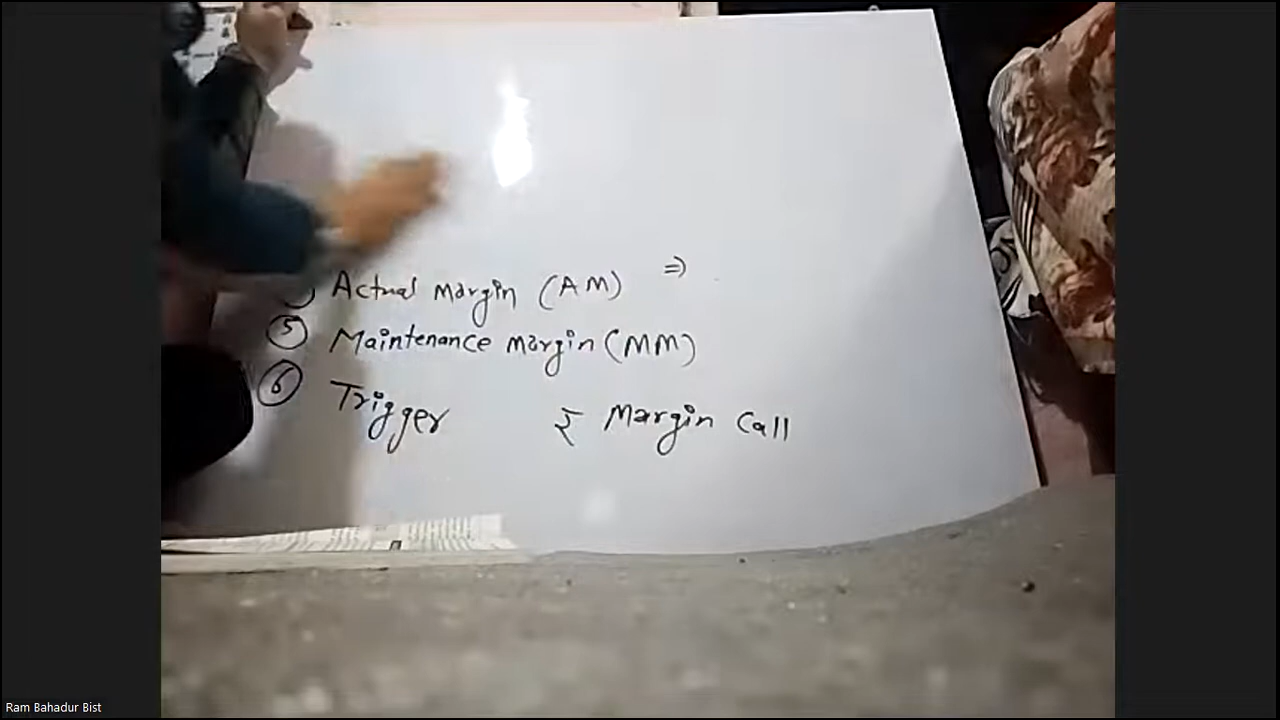 Actual Margin (AM) ⇒
⑤ Maintenance Margin (MM)
⑥ Trigger र Margin Call
Ram Bahadur Bist